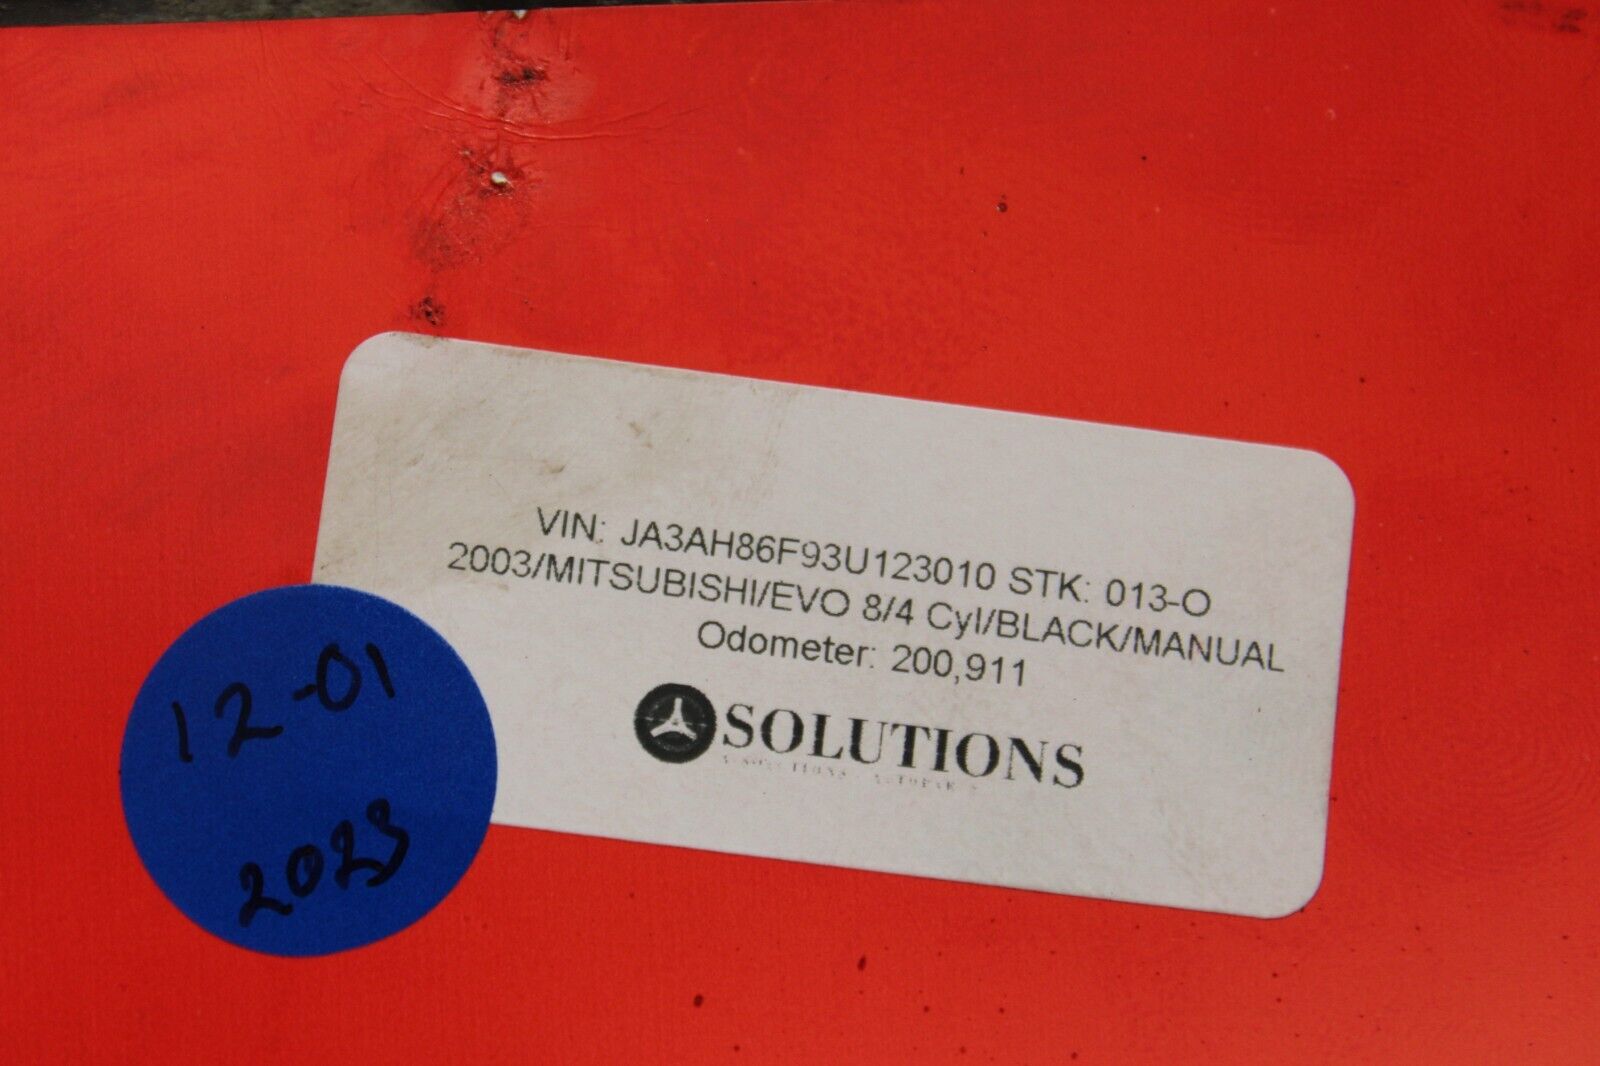 VIN: JA3AH86F93U123010 STK: 013-O
2003/MITSUBISHI/EVO 8/4 Cyl/BLACK/MANUAL
Odometer: 200,911
SOLUTIONS
12-01
2023